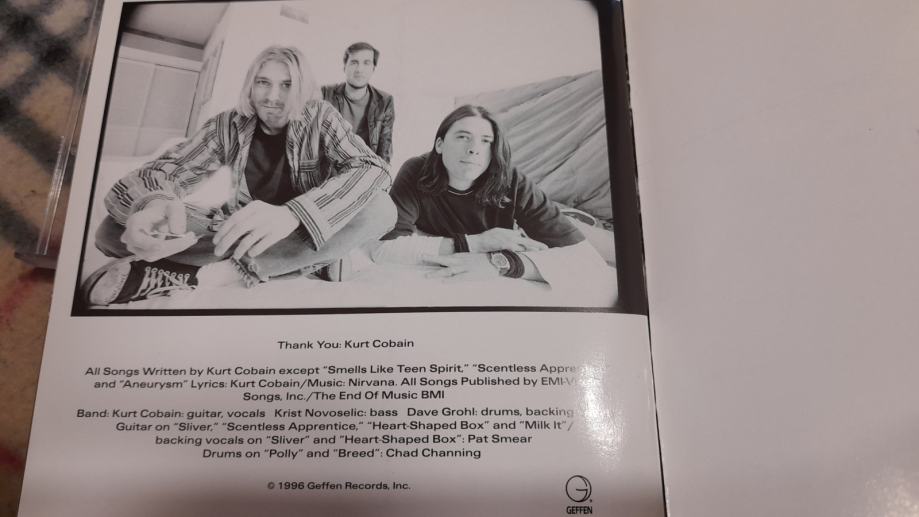 Thank You: Kurt Cobain
All Songs Written by Kurt Cobain except “Smells Like Teen Spirit,” “Scentless
and “Aneurysm” Lyrics: Kurt Cobain/Music: Nirvana. All Songs Published by
Songs, Inc./The End Of Music BMI
Band: Kurt Cobain: guitar, vocals Krist Novoselic: bass Dave Grohl: drums, backing
Guitar on “Sliver,” “Scentless Apprentice,” “Heart-Shaped Box” and “Milk It”/
backing vocals on “Sliver” and “Heart-Shaped Box”: Pat Smear
Drums on “Polly” and “Breed”: Chad Channing
© 1996 Geffen Records, Inc.
GEFFEN